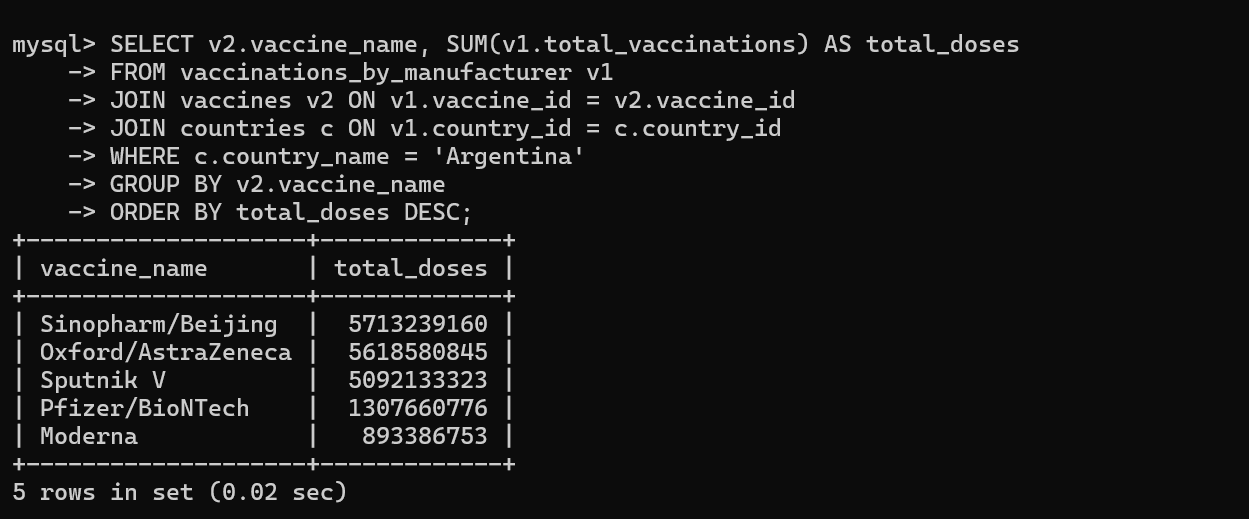 mysql> SELECT v2.vaccine_name, SUM(v1.total_vaccinations) AS total_doses
    -> FROM vaccinations_by_manufacturer v1
    -> JOIN vaccines v2 ON v1.vaccine_id = v2.vaccine_id
    -> JOIN countries c ON v1.country_id = c.country_id
    -> WHERE c.country_name = 'Argentina'
    -> GROUP BY v2.vaccine_name
    -> ORDER BY total_doses DESC;
+--------------------+-------------+
| vaccine_name       | total_doses |
+--------------------+-------------+
| Sinopharm/Beijing  |  5713239160 |
| Oxford/AstraZeneca |  5618580845 |
| Sputnik V          |  5092133323 |
| Pfizer/BioNTech    |  1307660776 |
| Moderna            |   893386753 |
+--------------------+-------------+
5 rows in set (0.02 sec)